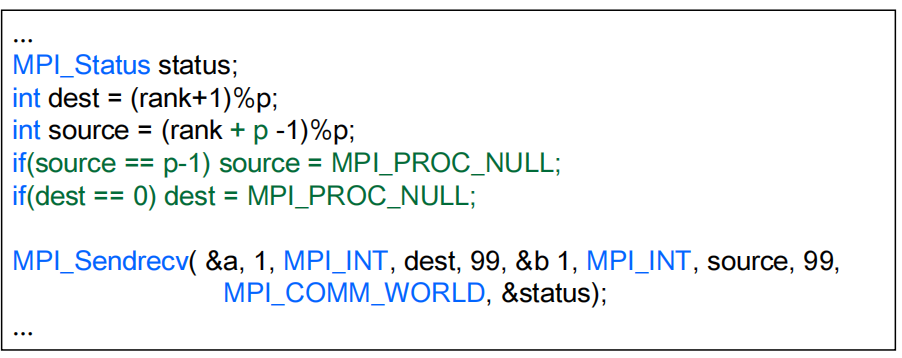 ...
MPI_Status status;
int dest = (rank+1)%p;
int source = (rank + p -1)%p;
if(source == p-1) source = MPI_PROC_NULL;
if(dest == 0) dest = MPI_PROC_NULL;
MPI_Sendrecv( &a, 1, MPI_INT, dest, 99, &b 1, MPI_INT, source, 99,
MPI_COMM_WORLD, &status);
...